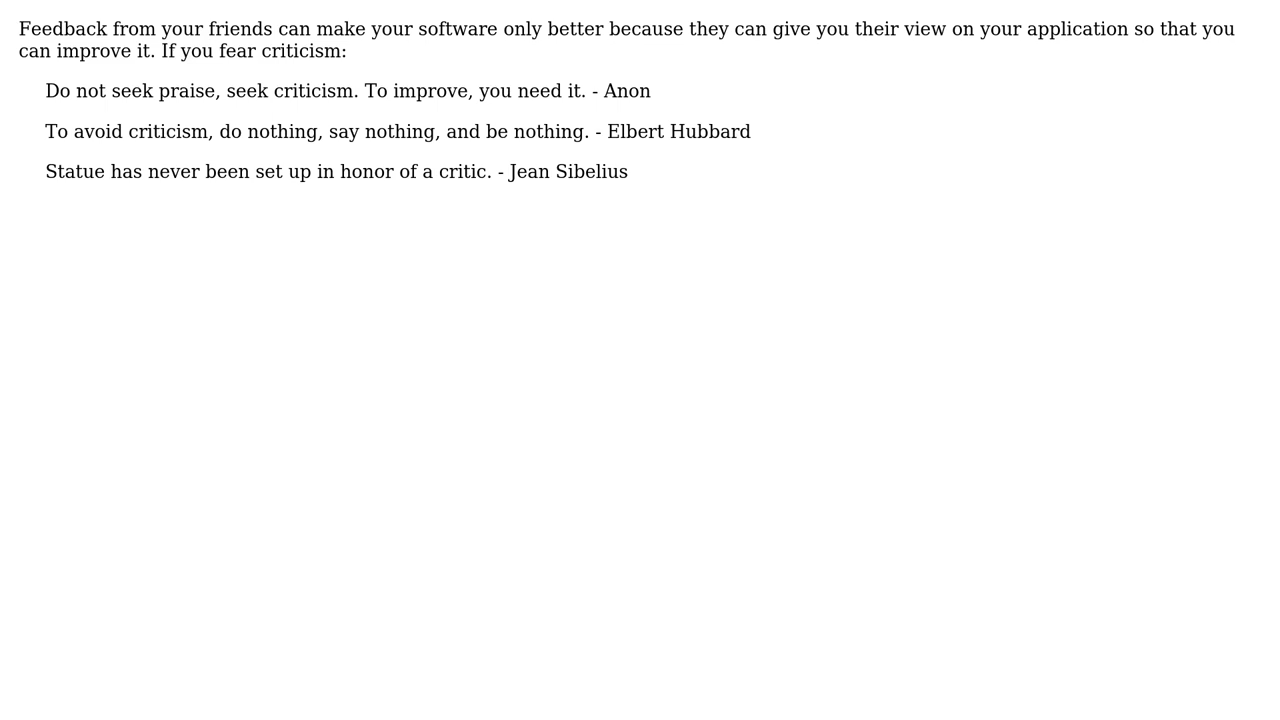 Feedback from your friends can make your software only better because they can give you their view on your application so that you
can improve it. If you fear criticism:
Do not seek praise, seek criticism. To improve, you need it. - Anon
To avoid criticism, do nothing, say nothing, and be nothing. - Elbert Hubbard
Statue has never been set up in honor of a critic. - Jean Sibelius